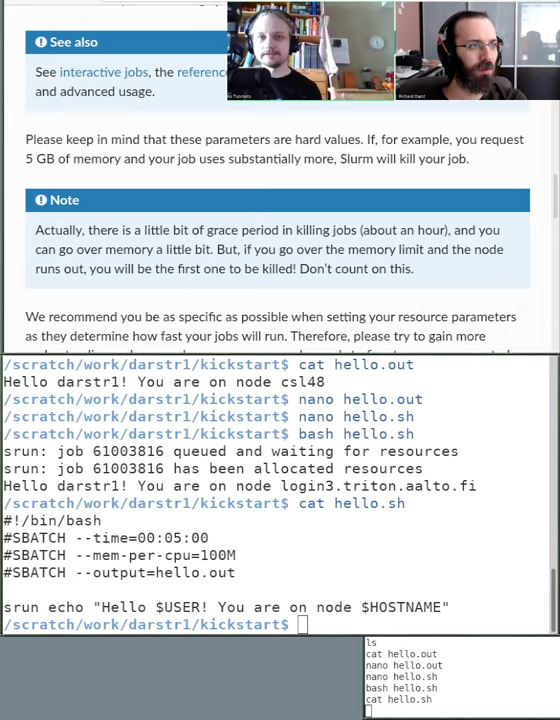 See also
See interactive jobs, the reference
and advanced usage.
Please keep in mind that these parameters are hard values. If, for example, you request
5 GB of memory and your job uses substantially more, Slurm will kill your job.
Note
Actually, there is a little bit of grace period in killing jobs (about an hour), and you
can go over memory a little bit. But, if you go over the memory limit and the node
runs out, you will be the first one to be killed! Don't count on this.
We recommend you be as specific as possible when setting your resource parameters
as they determine how fast your jobs will run. Therefore, please try to gain more
/scratch/work/darstr1/kickstart$ cat hello.out
Hello darstr1! You are on node csl48
/scratch/work/darstr1/kickstart$ nano hello.out
/scratch/work/darstr1/kickstart$ nano hello.sh
/scratch/work/darstr1/kickstart$ bash hello.sh
srun: job 61003816 queued and waiting for resources
srun: job 61003816 has been allocated resources
Hello darstr1! You are on node login3.triton.aalto.fi
/scratch/work/darstr1/kickstart$ cat hello.sh
#!/bin/bash
#SBATCH --time=00:05:00
#SBATCH --mem-per-cpu=100M
#SBATCH --output=hello.out
srun echo "Hello $USER! You are on node $HOSTNAME"
/scratch/work/darstr1/kickstart$
ls
cat hello.out
nano hello.out
nano hello.sh
bash hello.sh
cat hello.sh